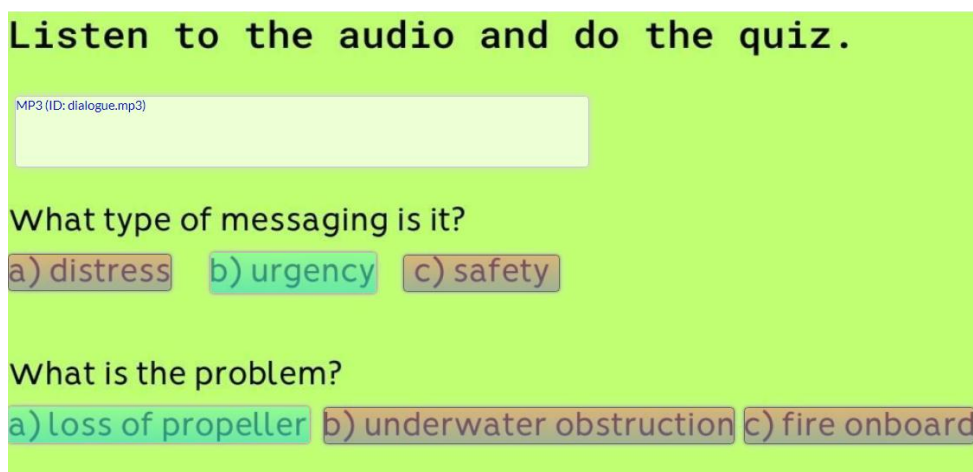 Listen to the audio and do the quiz.
MP3 (ID: dialogue.mp3)
What type of messaging is it?
a) distress b) urgency c) safety
What is the problem?
a) loss of propeller b) underwater obstruction c) fire onboard